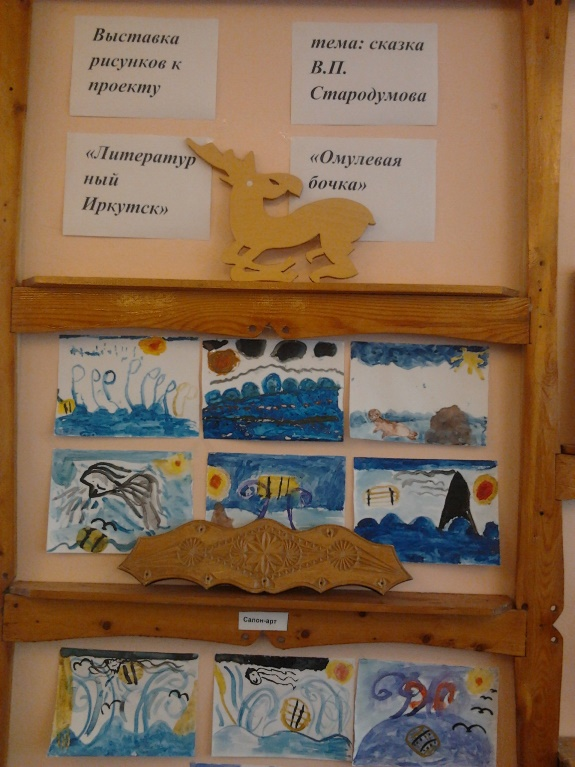 Выставка
рисунков к
проекту
тема: сказка
В.П.
Стародумова
«Литератур
ный
Иркутск»
«Омулевая
бочка»
Салон-арт